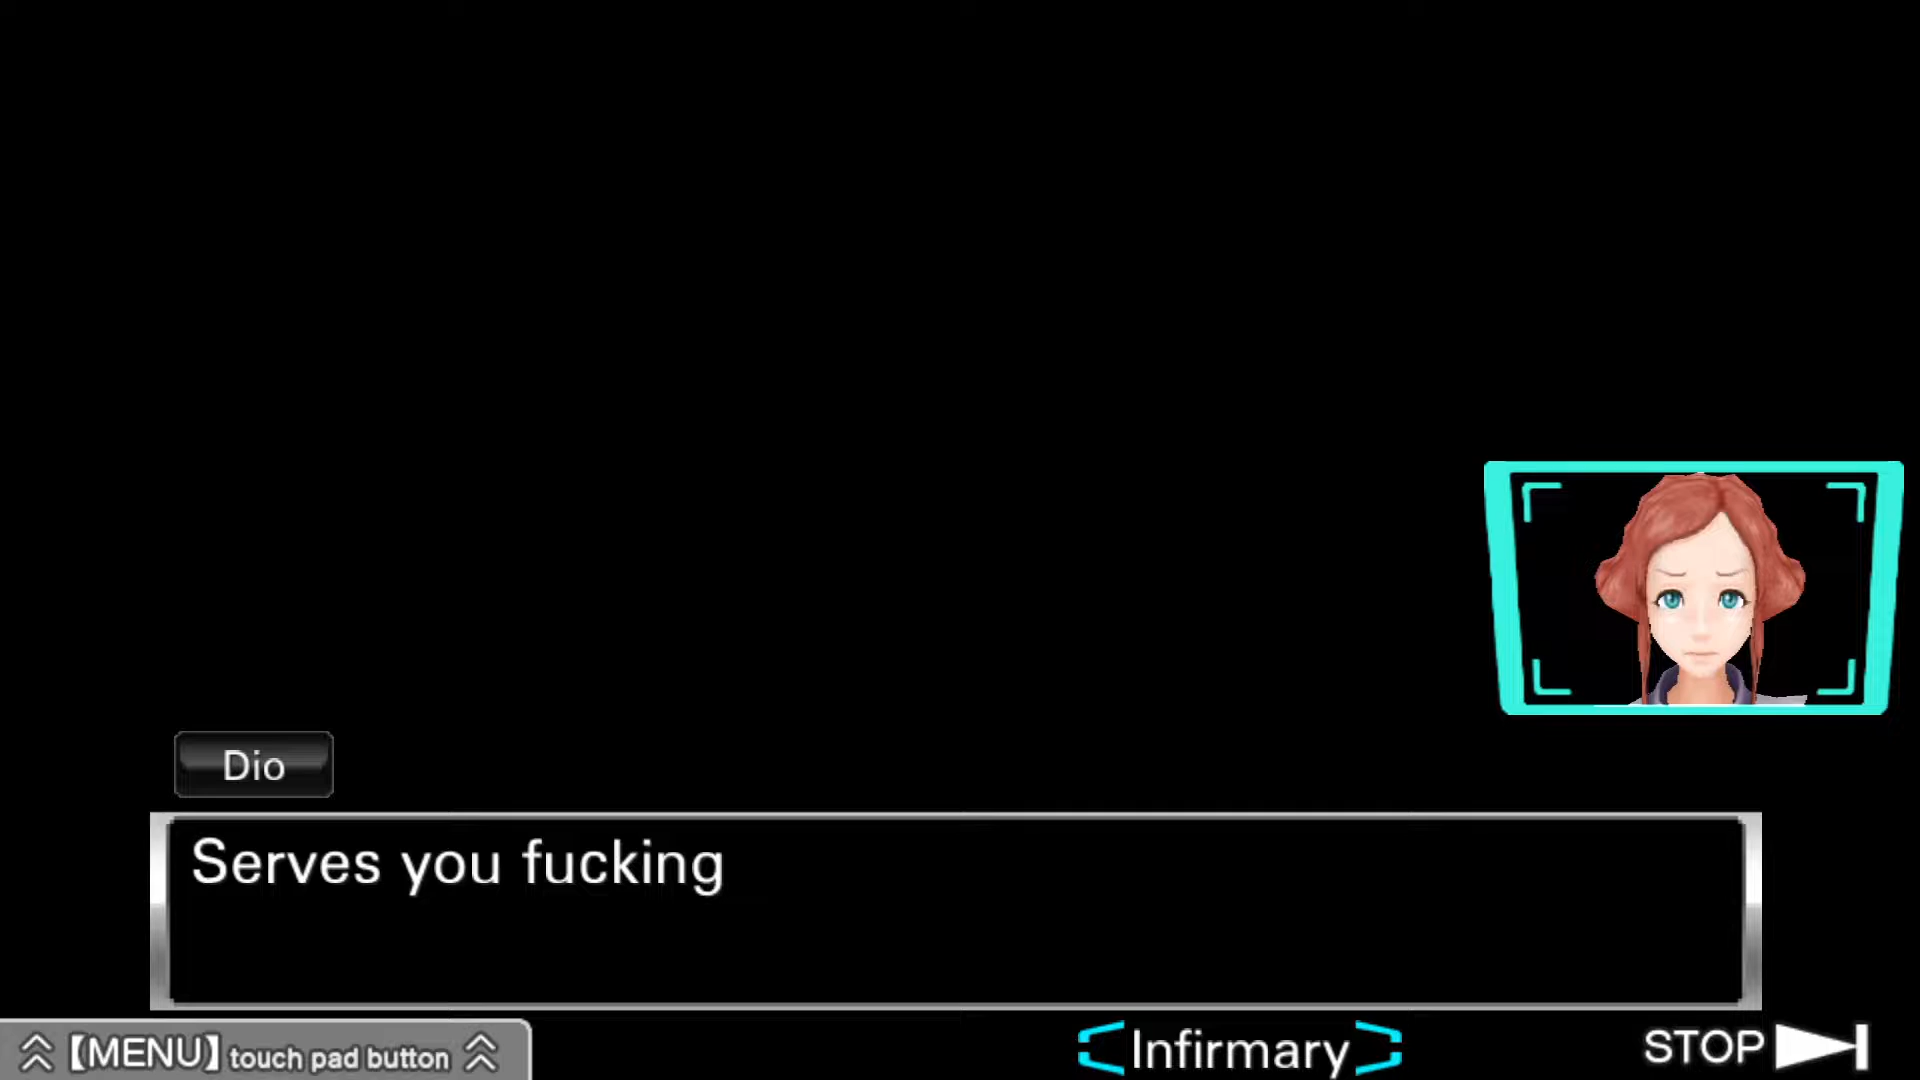 Dio
Serves you fucking
【MENU】touch pad button
Infirmary
STOP